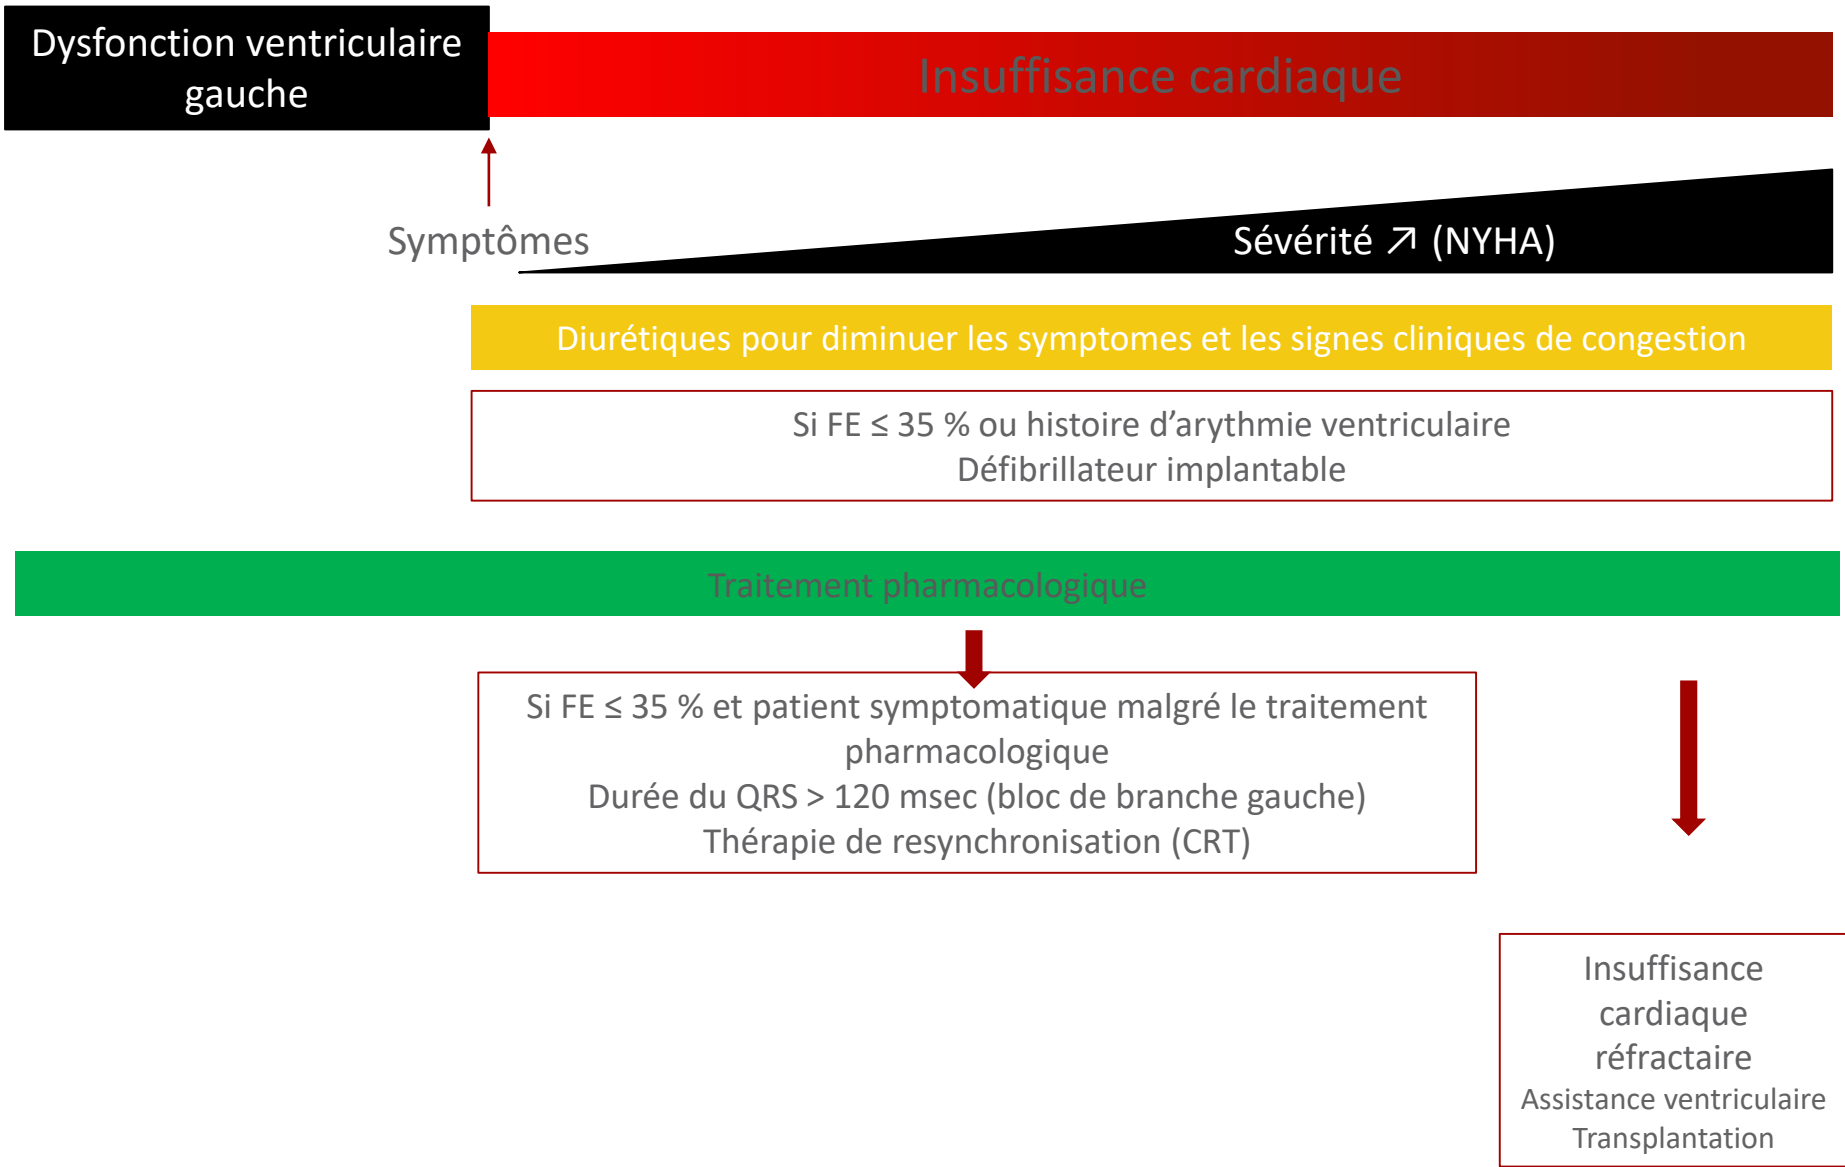 Dysfonction ventriculaire
gauche
Insuffisance cardiaque
Symptômes
Sévérité ↗ (NYHA)
Diurétiques pour diminuer les symptomes et les signes cliniques de congestion
Si FE ≤ 35 % ou histoire d’arythmie ventriculaire
Défibrillateur implantable
Traitement pharmacologique
Si FE ≤ 35 % et patient symptomatique malgré le traitement
pharmacologique
Durée du QRS > 120 msec (bloc de branche gauche)
Thérapie de resynchronisation (CRT)
Insuffisance
cardiaque
réfractaire
Assistance ventriculaire
Transplantation